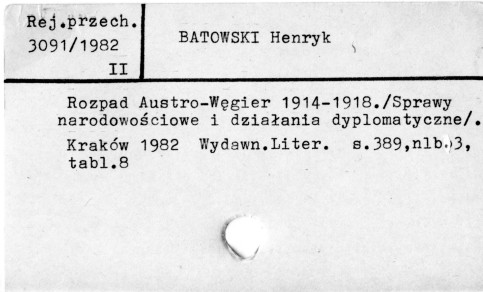 Rej.przech.
3091/1982
II
BATOWSKI Henryk
Rozpad Austro-Węgier 1914-1918./Sprawy
narodowościowe i działania dyplomatyczne/.
Kraków 1982 Wydawn.Liter. s.389,nlb.3,
tabl.8